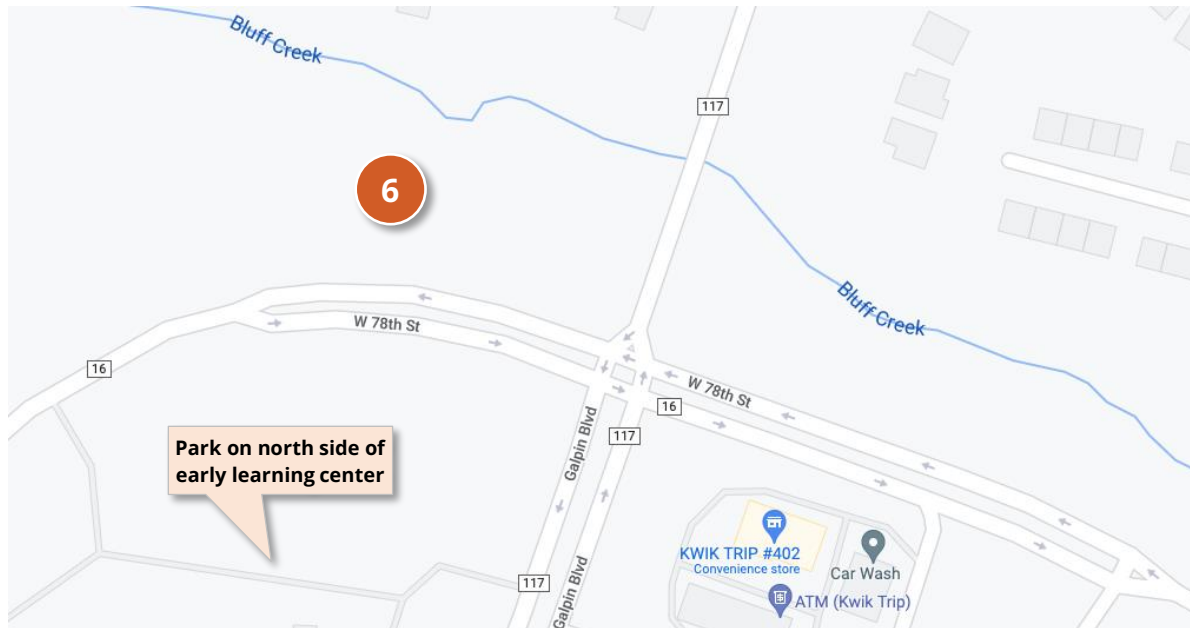 Bluff Creek
117
6
W 78th St
16
Bluff Creek
W 78th St
16
Park on north side of
early learning center
Galpin Blvd
117
KWIK TRIP #402
Convenience store
Car Wash
117
Galpin Blvd
ATM (Kwik Trip)